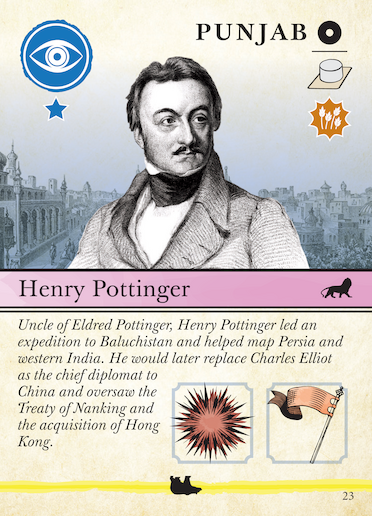 PUNJAB
Henry Pottinger
Uncle of Eldred Pottinger, Henry Pottinger led an
expedition to Baluchistan and helped map Persia and
western India. He would later replace Charles Elliot
as the chief diplomat to
China and oversaw the
Treaty of Nanking and
the acquisition of Hong
Kong.
23